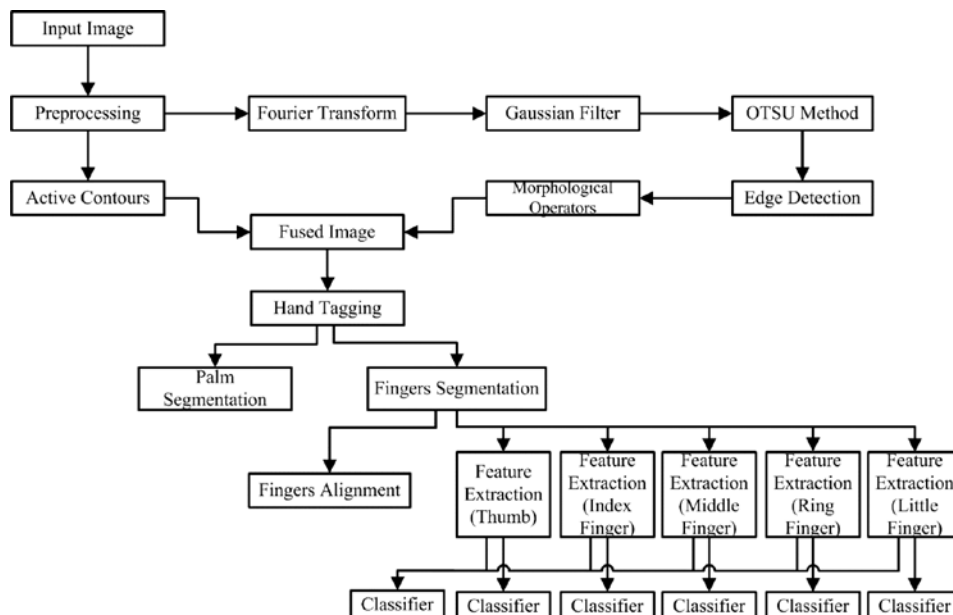 Input Image
Preprocessing
Fourier Transform
Gaussian Filter
OTSU Method
Active Contours
Morphological
Operators
Edge Detection
Fused Image
Hand Tagging
Palm
Segmentation
Fingers Segmentation
Fingers Alignment
Feature
Extraction
(Thumb)
Feature
Extraction
(Index
Finger)
Feature
Extraction
(Middle
Finger)
Feature
Extraction
(Ring
Finger)
Feature
Extraction
(Little
Finger)
Classifier
Classifier
Classifier
Classifier
Classifier
Classifier